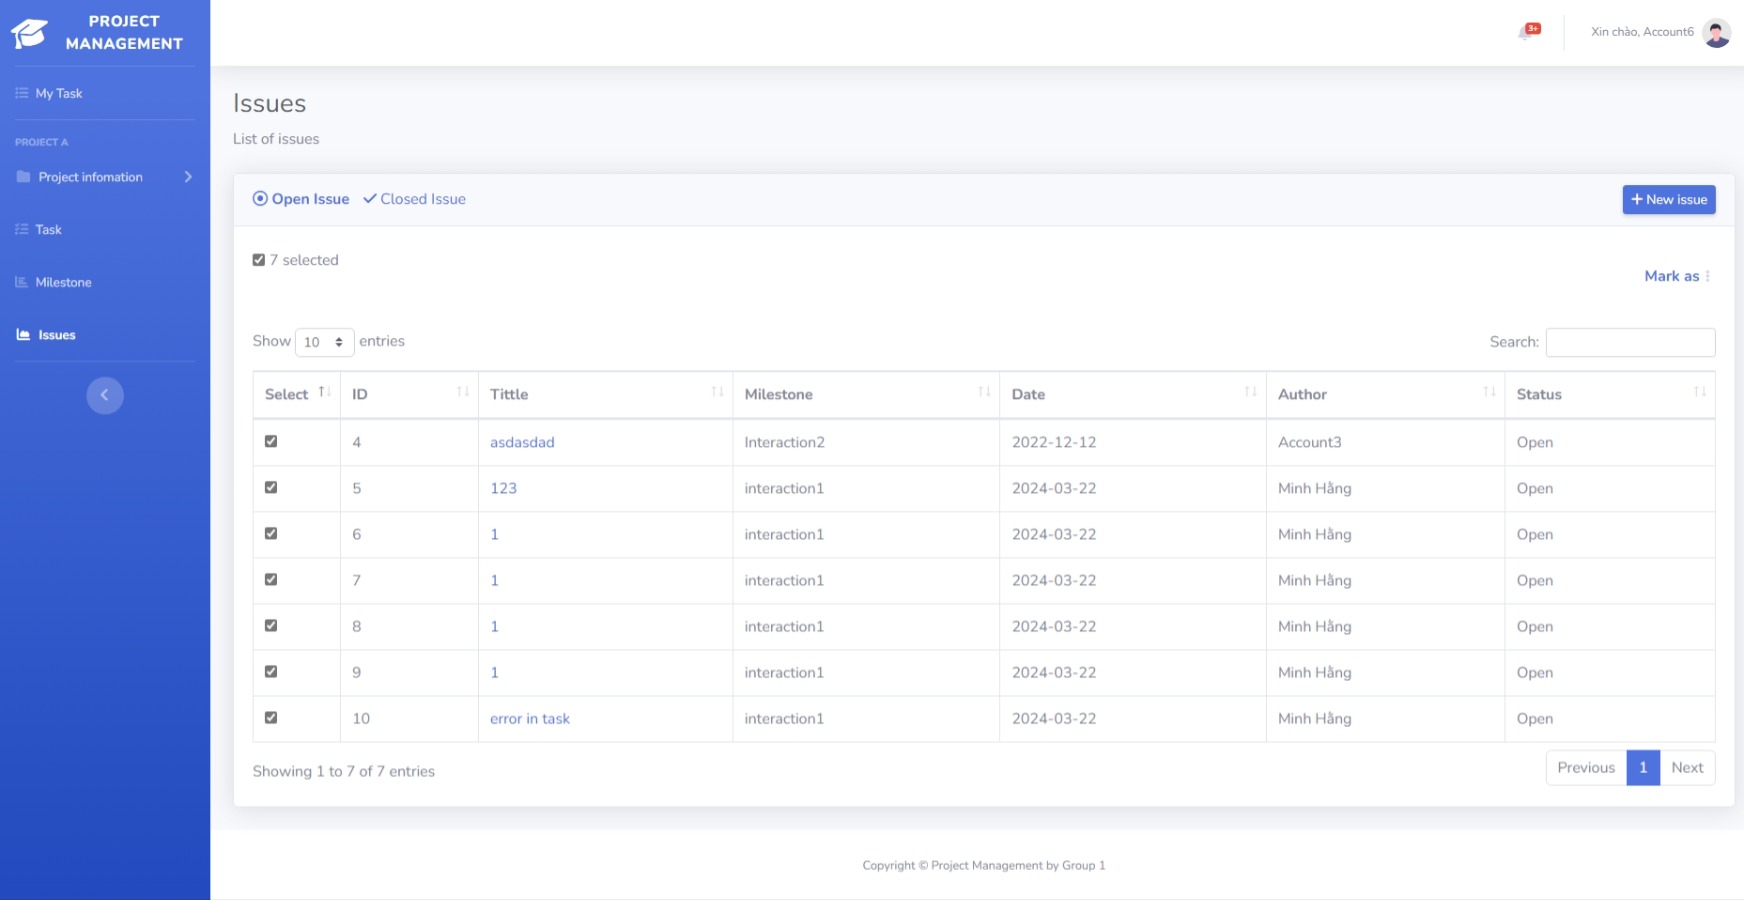 PROJECT
MANAGEMENT
3+
Xin chào, Account6
My Task
PROJECT A
Project infomation
Task
Milestone
Issues
Issues
List of issues
Open Issue Closed Issue
New issue
7 selected
Mark as
Show 10 entries
Search:
Select ID Tittle Milestone Date Author Status
4 asdasdad Interaction2 2022-12-12 Account3 Open
5 123 interaction1 2024-03-22 Minh Hằng Open
6 1 interaction1 2024-03-22 Minh Hằng Open
7 1 interaction1 2024-03-22 Minh Hằng Open
8 1 interaction1 2024-03-22 Minh Hằng Open
9 1 interaction1 2024-03-22 Minh Hằng Open
10 error in task interaction1 2024-03-22 Minh Hằng Open
Showing 1 to 7 of 7 entries
Previous 1 Next
Copyright © Project Management by Group 1